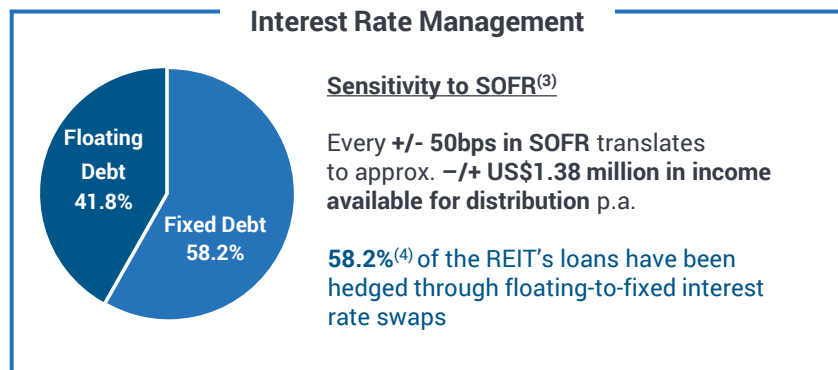 Interest Rate Management
Floating
Debt
41.8%
Fixed Debt
58.2%
Sensitivity to SOFR(3)
Every +/- 50bps in SOFR translates
to approx. –/+ US$1.38 million in income
available for distribution p.a.
58.2%(4) of the REIT’s loans have been
hedged through floating-to-fixed interest
rate swaps